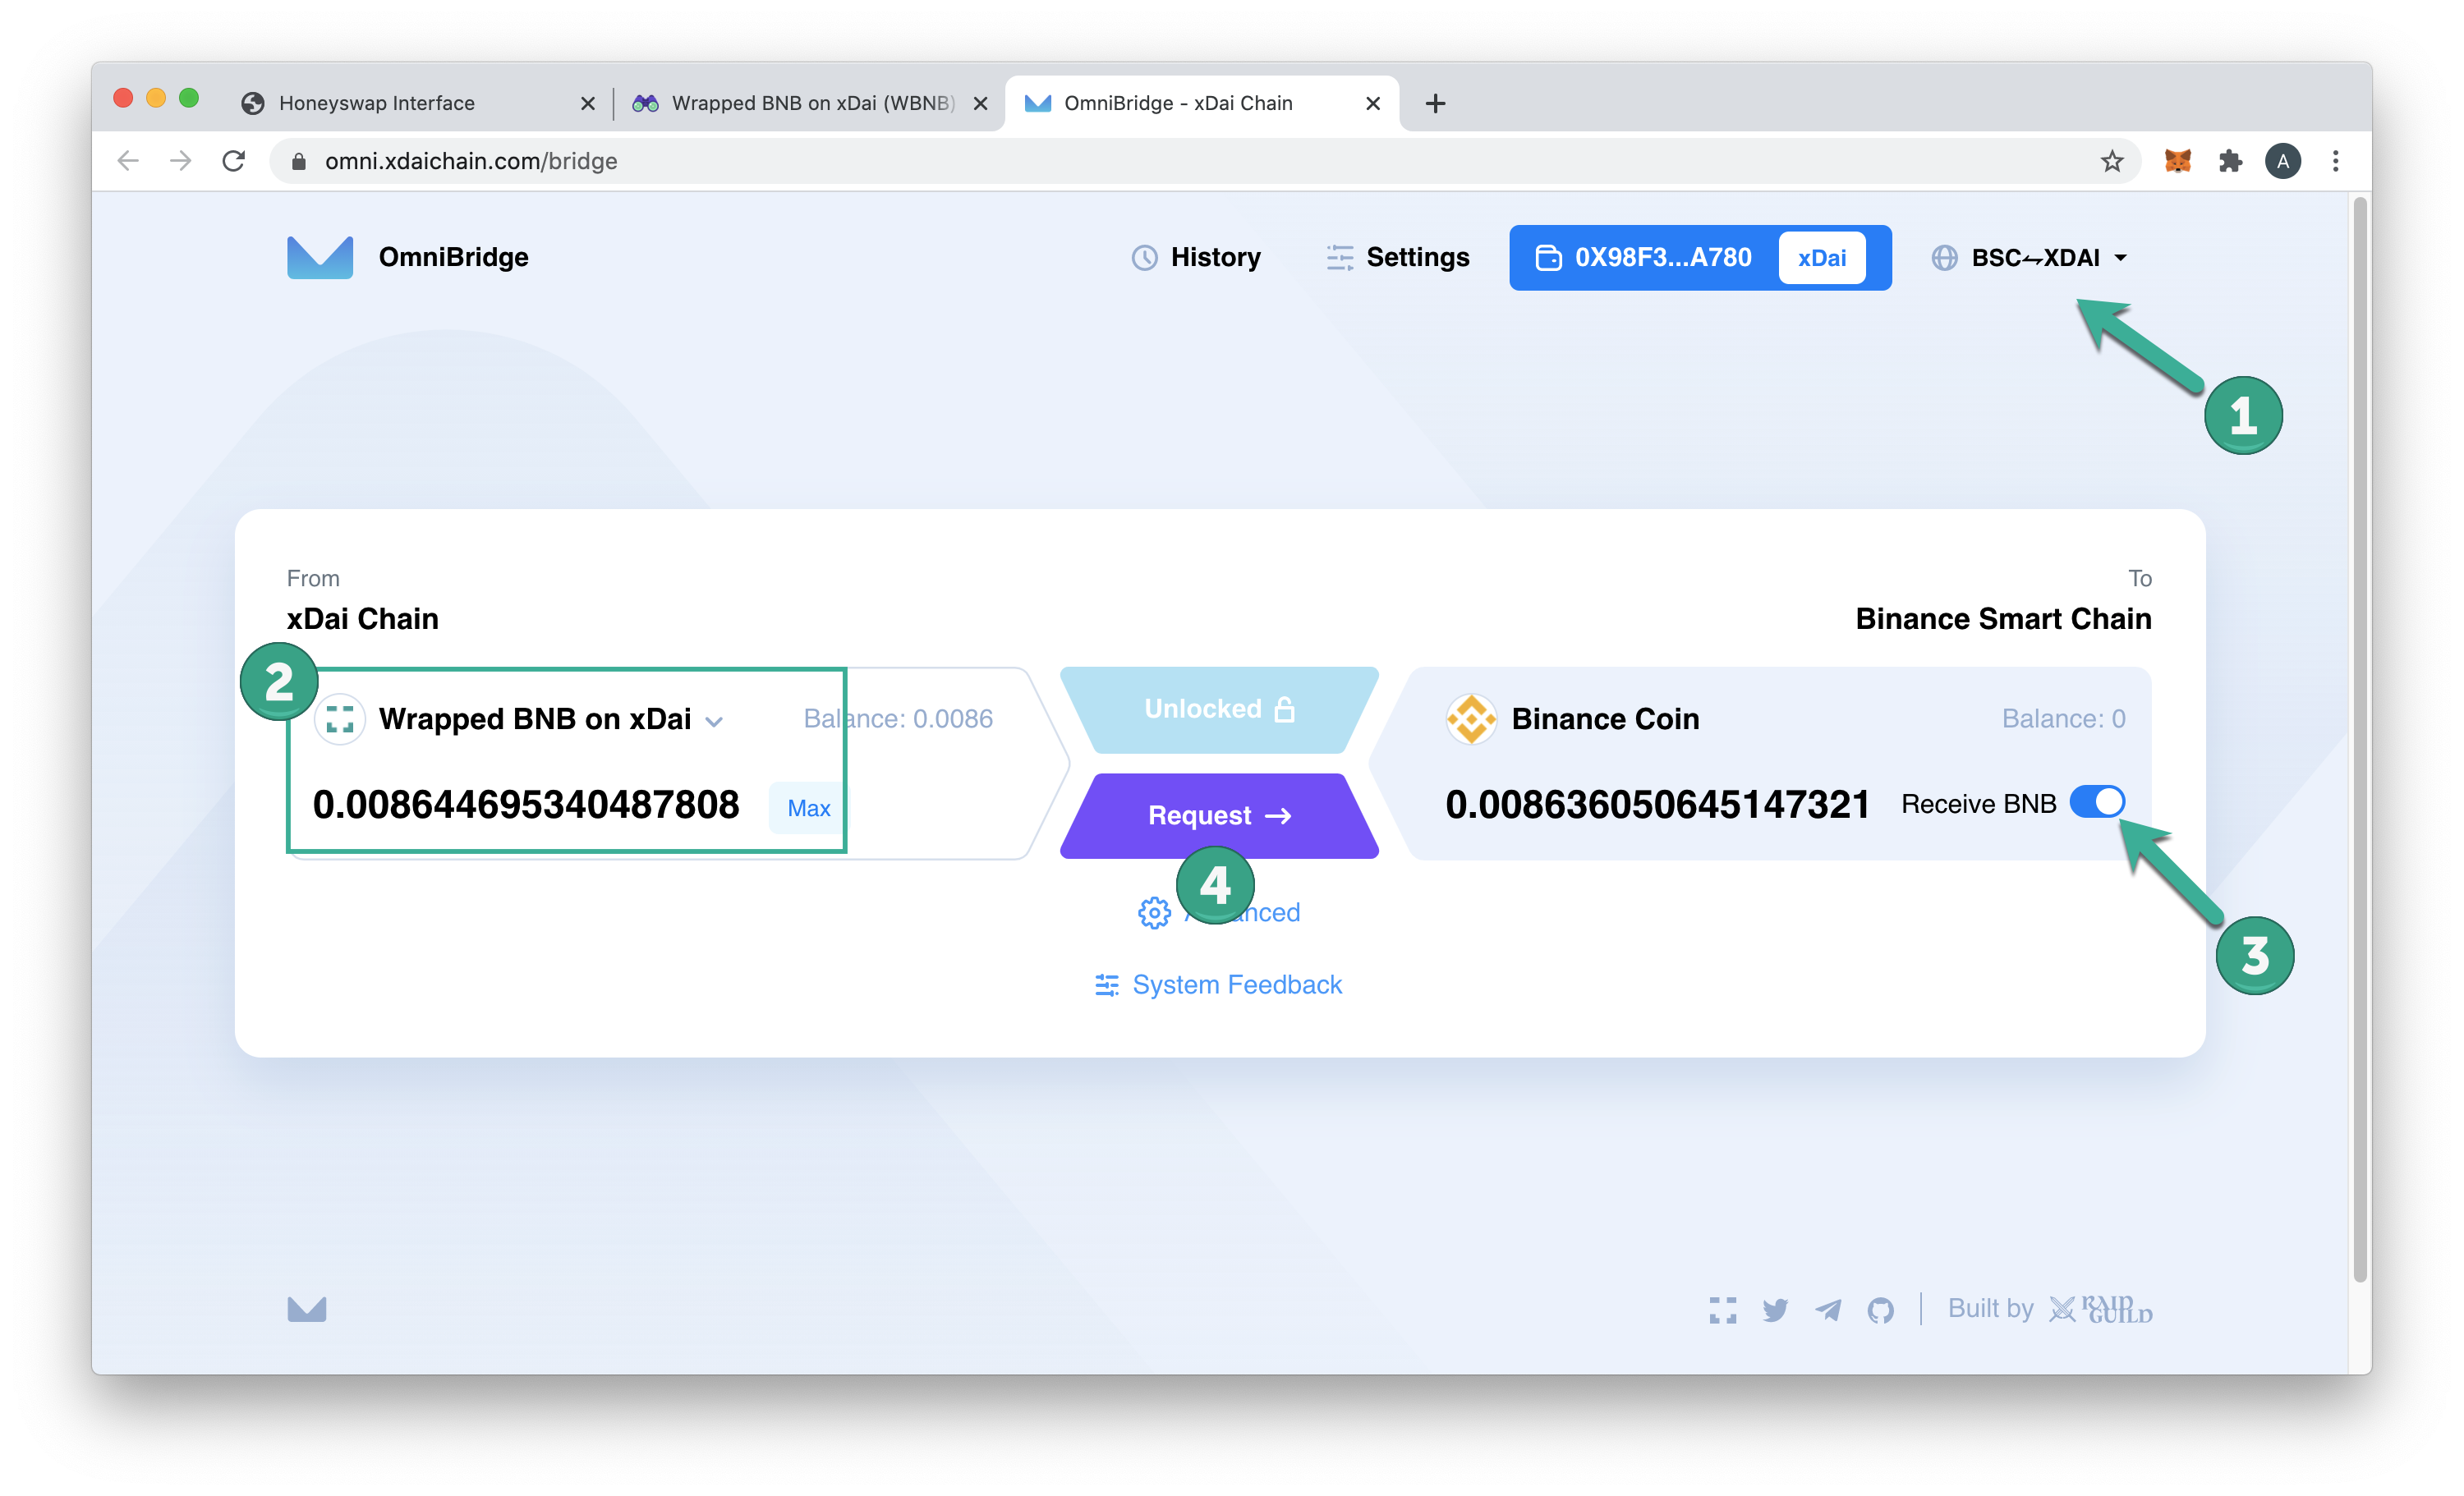 Honeyswap Interface
Wrapped BNB on xDai (WBNB)
OmniBridge - xDai Chain
omni.xdaichain.com/bridge
A
OmniBridge
History
Settings
0X98F3...A780
xDai
BSC⇋XDAI
1
From
xDai Chain
To
Binance Smart Chain
2
Wrapped BNB on xDai
Balance: 0.0086
0.008644695340487808
Max
Unlocked
Request →
Binance Coin
Balance: 0
0.008636050645147321
Receive BNB
4
3
System Feedback
Built by
RAID GUILD